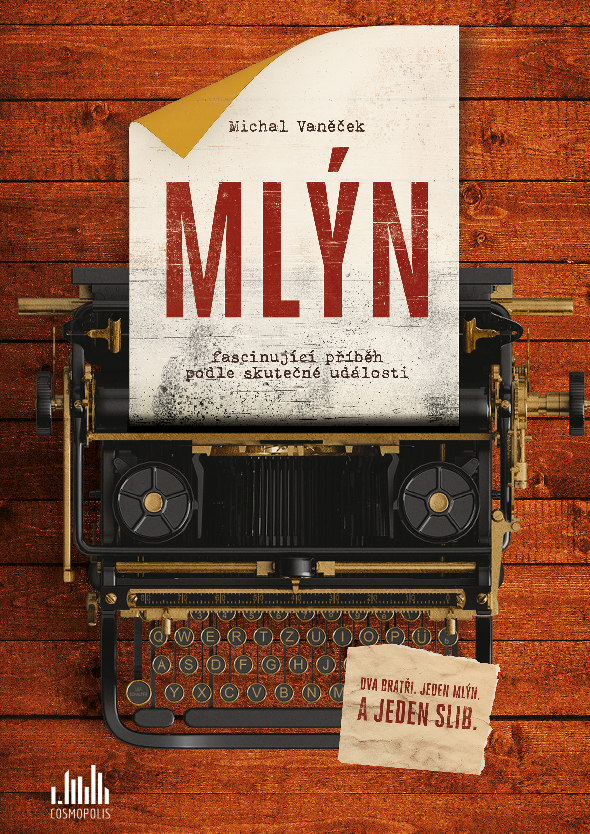 Michal Vaněček
MLÝN
fascinující příběh
podle skutečné události
Q W E R T Z U I O P Ü
A S D F G H J
Y X C V B N M
DVA BRATŘI. JEDEN MLÝN.
A JEDEN SLIB.
COSMOPOLIS